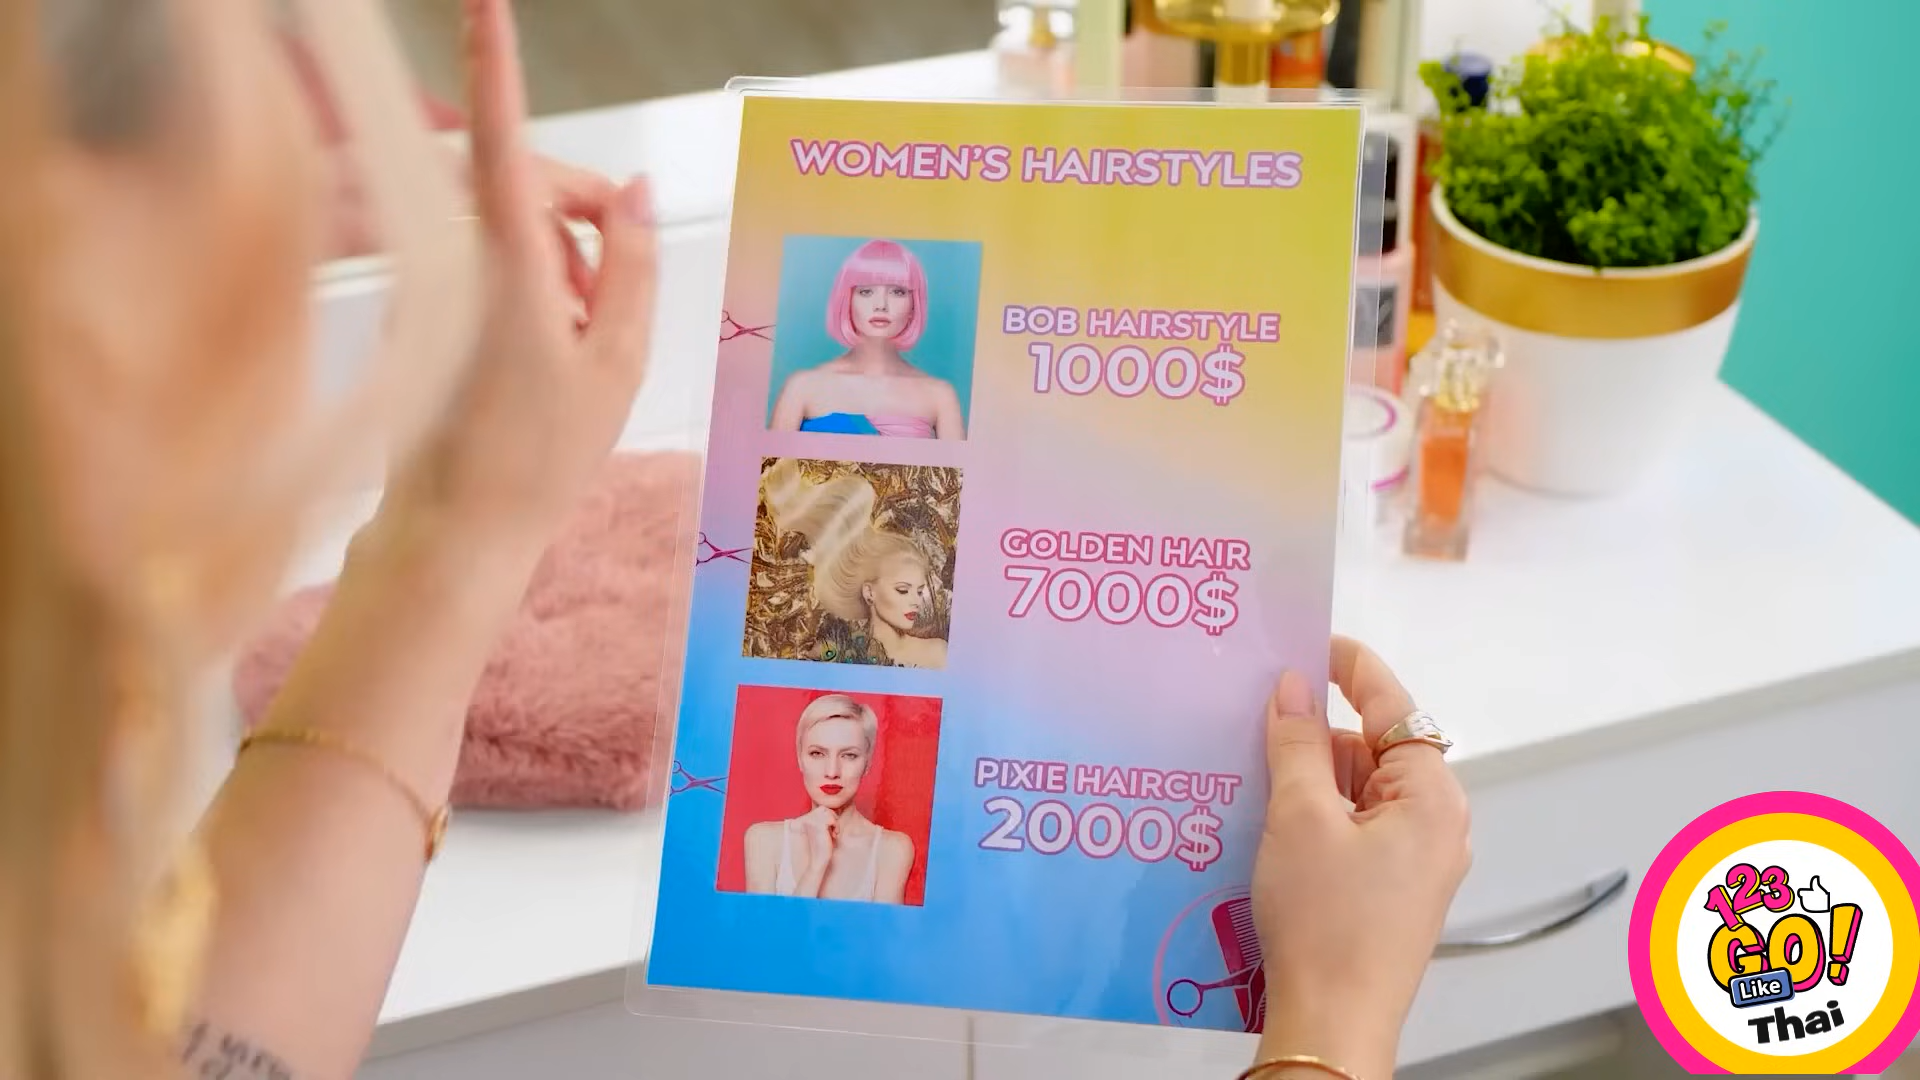 WOMEN'S HAIRSTYLES
BOB HAIRSTYLE
1000$
GOLDEN HAIR
7000$
PIXIE HAIRCUT
2000$
123
GO!
Like
Thai